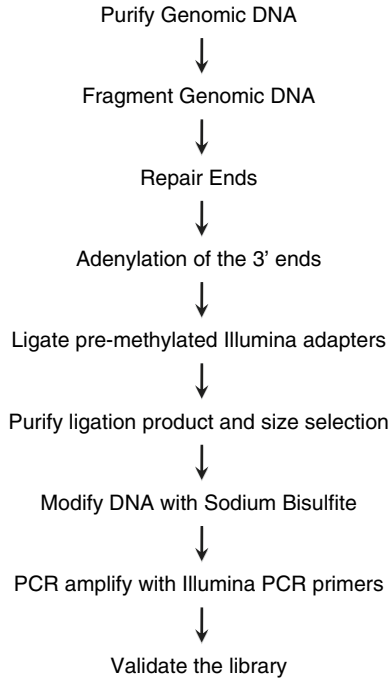 Purify Genomic DNA
Fragment Genomic DNA
Repair Ends
Adenylation of the 3’ ends
Ligate pre-methylated Illumina adapters
Purify ligation product and size selection
Modify DNA with Sodium Bisulfite
PCR amplify with Illumina PCR primers
Validate the library